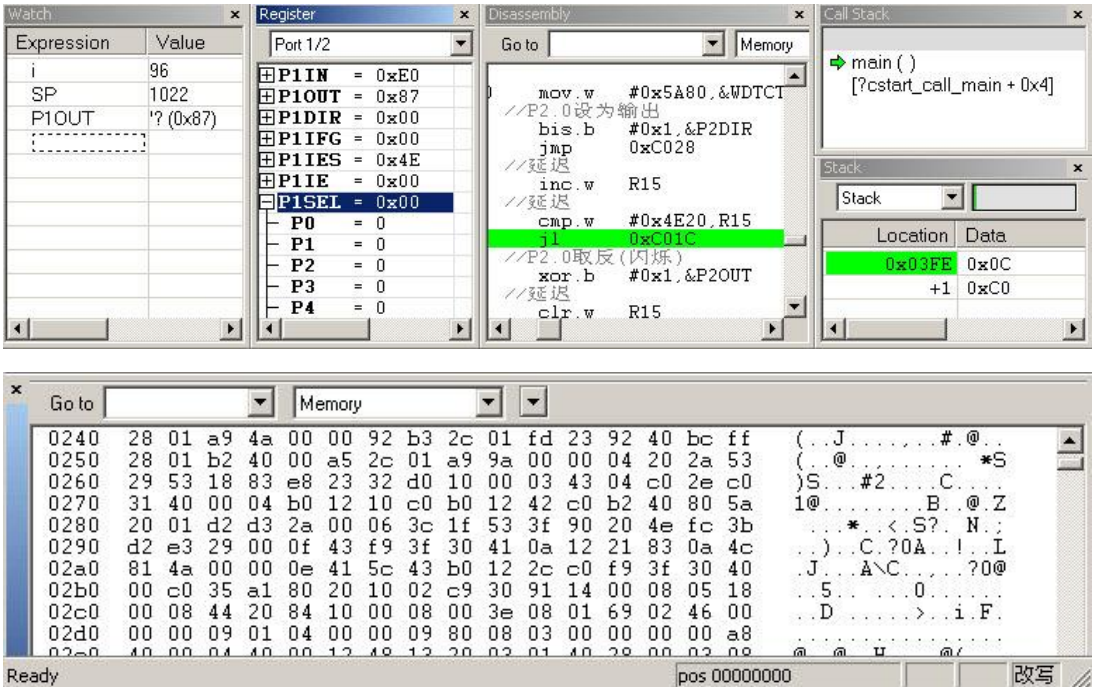 Watch
Expression Value
i 96
SP 1022
P1OUT '? (0x87)
Register
Port 1/2
P1IN = 0xE0
P1OUT = 0x87
P1DIR = 0x00
P1IFG = 0x00
P1IES = 0x4E
P1IE = 0x00
P1SEL = 0x00
P0 = 0
P1 = 0
P2 = 0
P3 = 0
P4 = 0
Disassembly
Go to Memory
mov.w #0x5A80,&WDTCT
//P2.0设为输出
bis.b #0x1,&P2DIR
jmp 0xC028
//延迟
inc.w R15
//延迟
cmp.w #0x4E20,R15
jl 0xC01C
//P2.0取反(闪烁)
xor.b #0x1,&P2OUT
//延迟
clr.w R15
Call Stack
main ( )
[?cstart_call_main + 0x4]
Stack
Stack
Location Data
0x03FE 0x0C
+1 0xC0
Go to Memory
0240 28 01 a9 4a 00 00 92 b3 2c 01 fd 23 92 40 bc ff (..J....,..#.@..
0250 28 01 b2 40 00 a5 2c 01 a9 9a 00 00 04 20 2a 53 (..@..,...... *S
0260 29 53 18 83 e8 23 32 d0 10 00 03 43 04 c0 2e c0 )S...#2....C....
0270 31 40 00 04 b0 12 10 c0 b0 12 42 c0 b2 40 80 5a 1@........B..@.Z
0280 20 01 d2 d3 2a 00 06 3c 1f 53 3f 90 20 4e fc 3b ...*..<.S?. N.;
0290 d2 e3 29 00 0f 43 f9 3f 30 41 0a 12 21 83 0a 4c ..)..C.?0A..!..L
02a0 81 4a 00 00 0e 41 5c 43 b0 12 2c c0 f9 3f 30 40 .J...A\C..,..?0@
02b0 00 c0 35 a1 80 20 10 02 c9 30 91 14 00 08 05 18 ..5.. ...0......
02c0 00 08 44 20 84 10 00 08 00 3e 08 01 69 02 46 00 ..D .....>..i.F.
02d0 00 00 09 01 04 00 00 09 80 08 03 00 00 00 00 a8 ................
Ready pos 00000000 改写